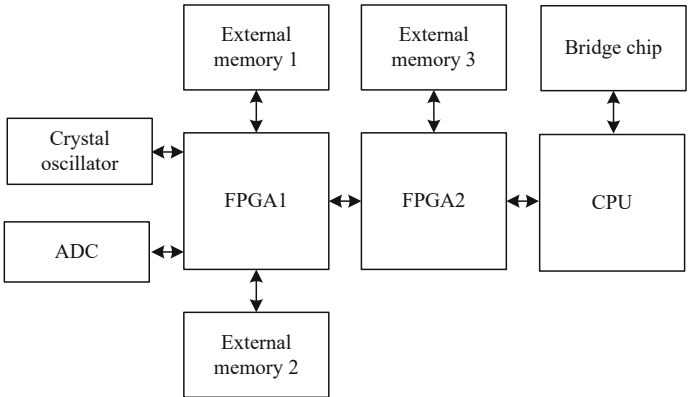 External
memory 1
External
memory 3
Bridge chip
Crystal
oscillator
FPGA1
FPGA2
CPU
ADC
External
memory 2